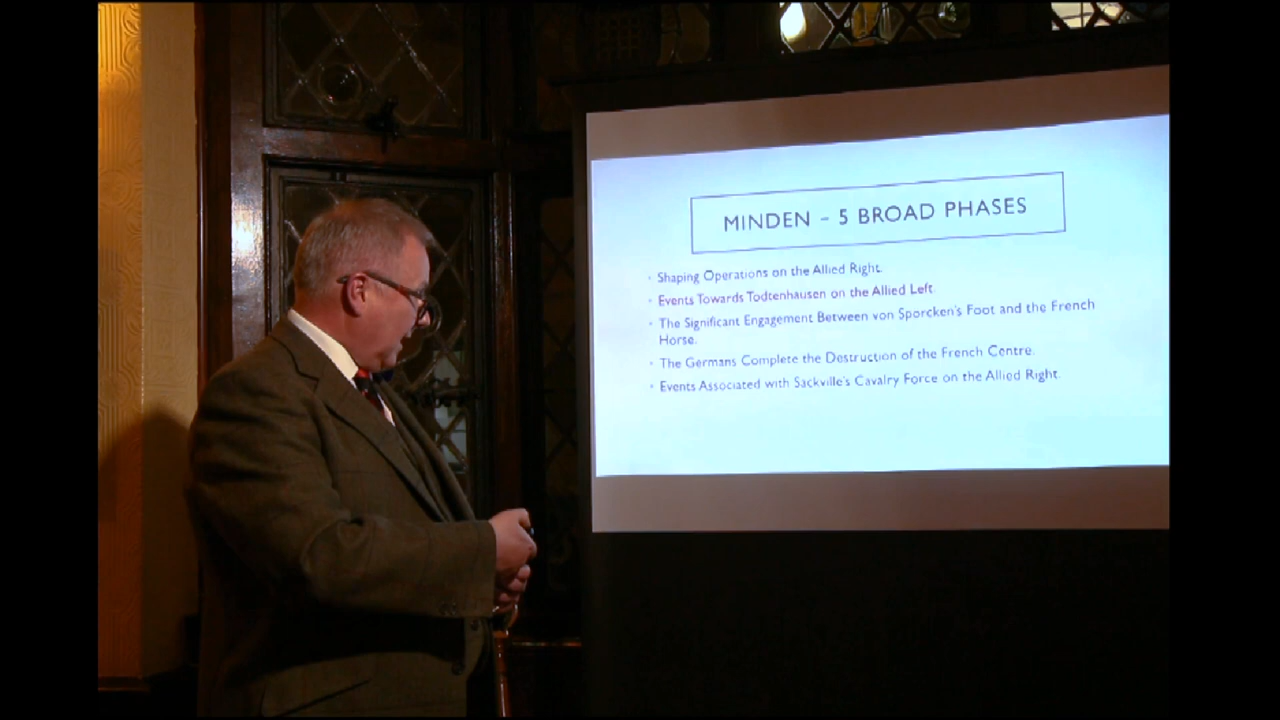 MINDEN – 5 BROAD PHASES
• Shaping Operations on the Allied Right.
• Events Towards Todtenhausen on the Allied Left.
• The Significant Engagement Between von Sporcken's Foot and the French
Horse.
• The Germans Complete the Destruction of the French Centre.
• Events Associated with Sackville's Cavalry Force on the Allied Right.